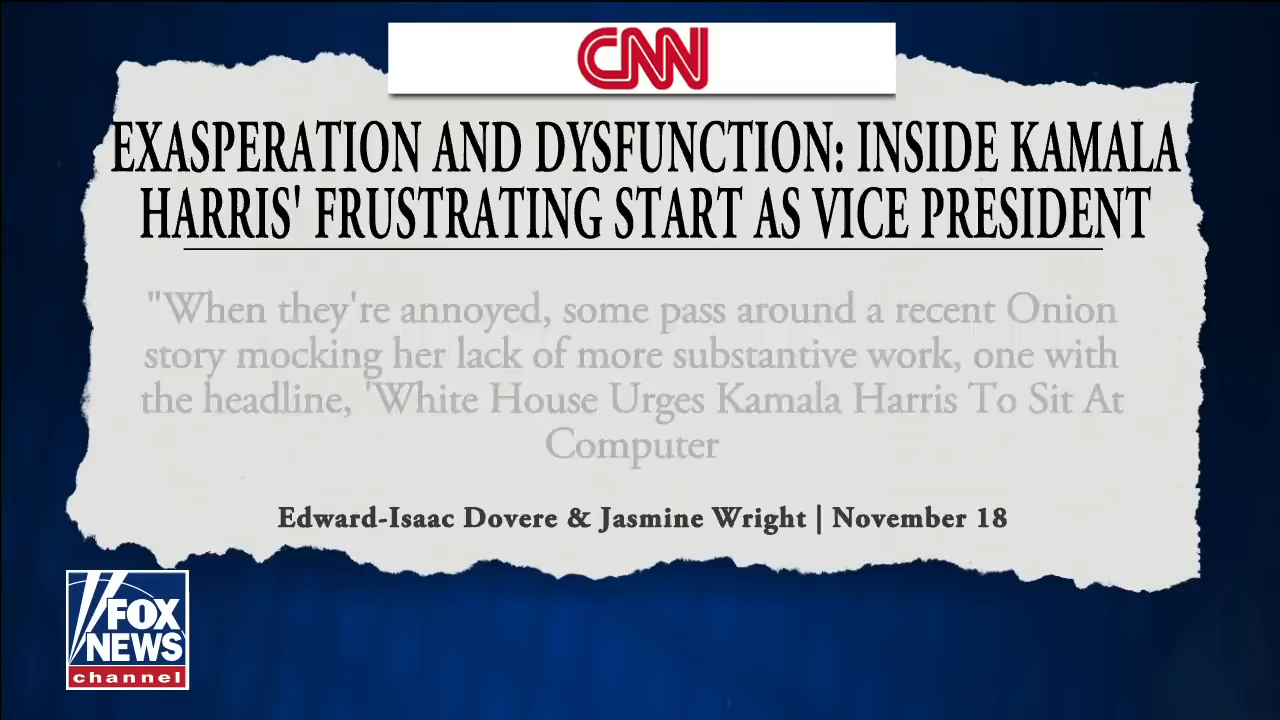 CNN
EXASPERATION AND DYSFUNCTION: INSIDE KAMALA
HARRIS' FRUSTRATING START AS VICE PRESIDENT
"When they're annoyed, some pass around a recent Onion
story mocking her lack of more substantive work, one with
the headline, 'White House Urges Kamala Harris To Sit At
Computer
Edward-Isaac Dovere & Jasmine Wright | November 18
FOX
NEWS
channel